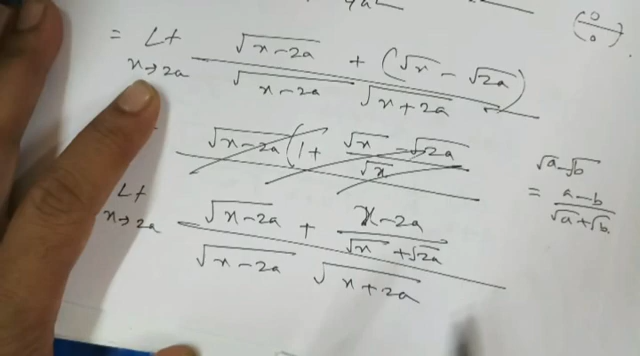 (0/0)
= Lt x→2a (√(x-2a) + (√x - √2a)) / (√(x-2a) √(x+2a))
√(x-2a) (1 + (√x - √2a)/√x
√a-√b = (a-b)/(√a+√b)
Lt x→2a (√(x-2a) + (x-2a)/(√x + √2a)) / (√(x-2a) √(x+2a))